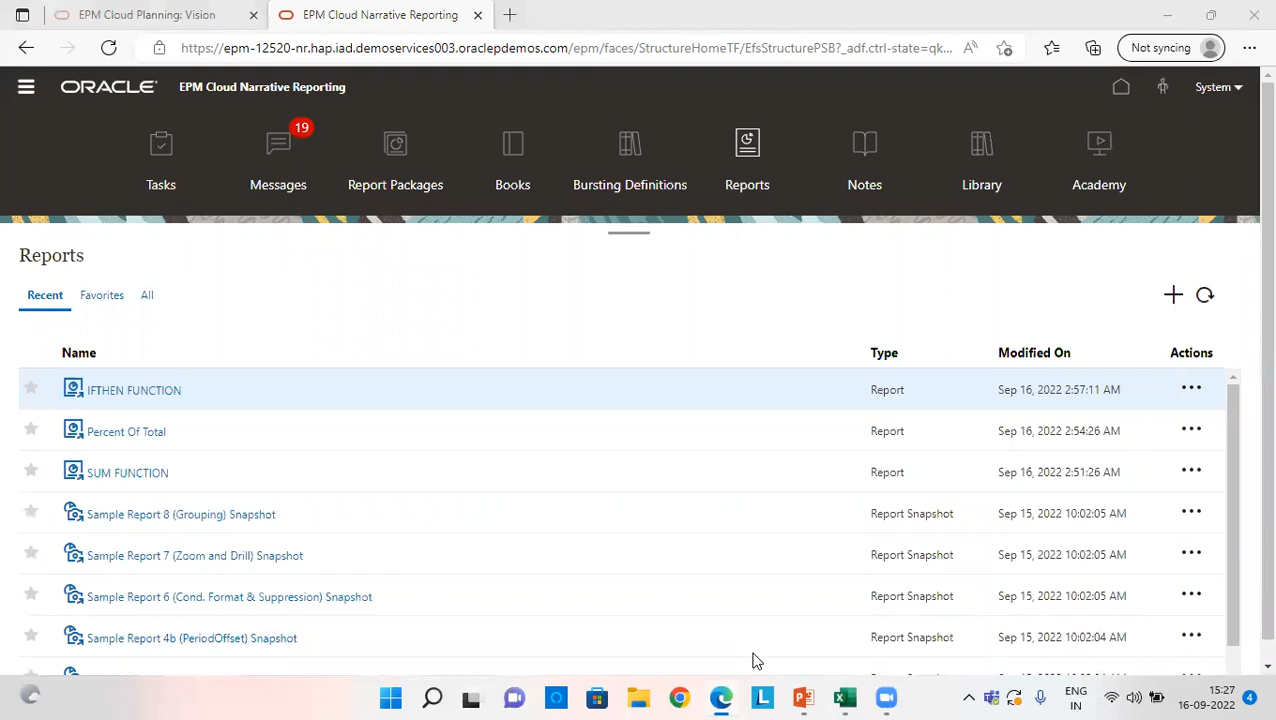 EPM Cloud Planning: Vision
EPM Cloud Narrative Reporting
https://epm-12520-nr.hap.iad.demoservices003.oraclepdemos.com/epm/faces/StructureHomeTF/EfsStructurePSB?_adf.ctrl-state=qk... Not syncing
ORACLE EPM Cloud Narrative Reporting System
19
Tasks Messages Report Packages Books Bursting Definitions Reports Notes Library Academy
Reports
Recent Favorites All
Name Type Modified On Actions
IFTHEN FUNCTION Report Sep 16, 2022 2:57:11 AM
Percent Of Total Report Sep 16, 2022 2:54:26 AM
SUM FUNCTION Report Sep 16, 2022 2:51:26 AM
Sample Report 8 (Grouping) Snapshot Report Snapshot Sep 15, 2022 10:02:05 AM
Sample Report 7 (Zoom and Drill) Snapshot Report Snapshot Sep 15, 2022 10:02:05 AM
Sample Report 6 (Cond. Format & Suppression) Snapshot Report Snapshot Sep 15, 2022 10:02:05 AM
Sample Report 4b (PeriodOffset) Snapshot Report Snapshot Sep 15, 2022 10:02:04 AM
ENG 15:27
IN 16-09-2022 4